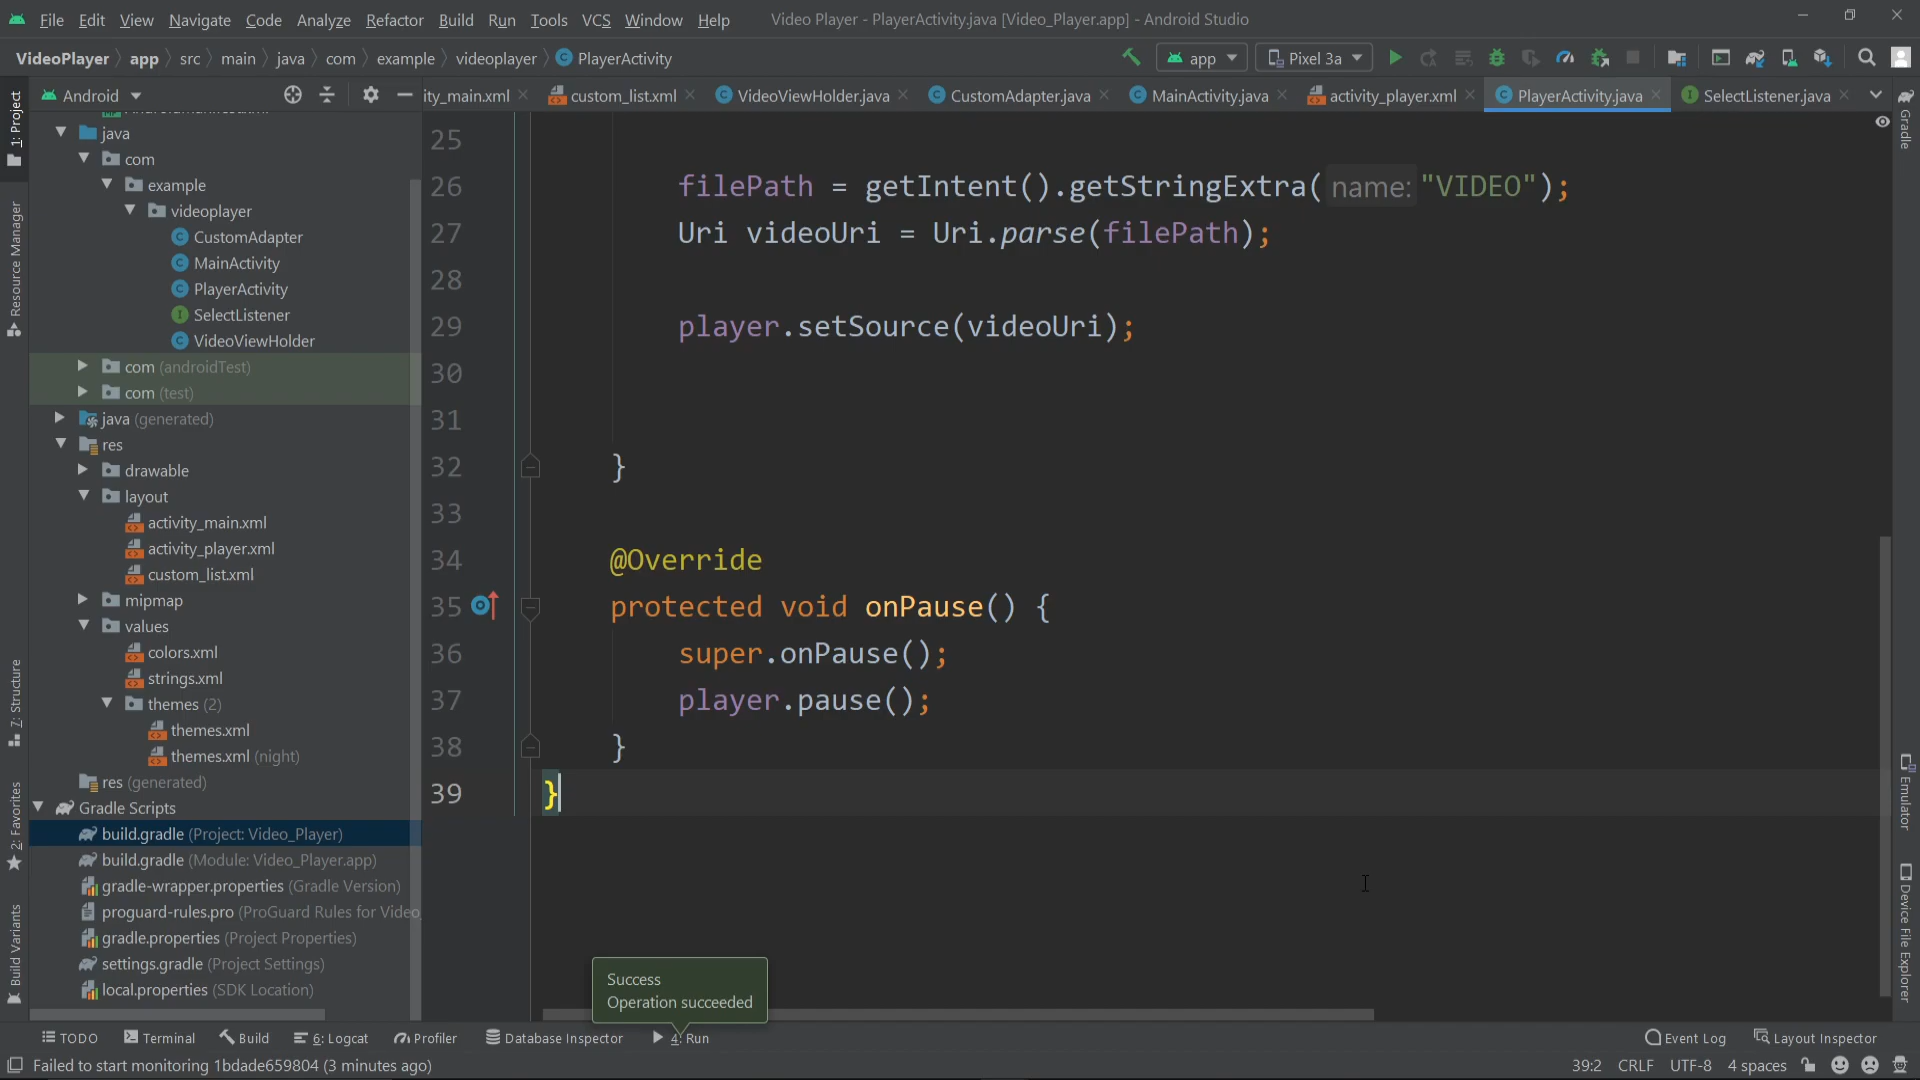 File Edit View Navigate Code Analyze Refactor Build Run Tools VCS Window Help Video Player - PlayerActivity.java [Video_Player.app] - Android Studio
VideoPlayer app src main java com example videoplayer PlayerActivity app Pixel 3a
Android
ity_main.xml custom_list.xml VideoViewHolder.java CustomAdapter.java MainActivity.java activity_player.xml PlayerActivity.java SelectListener.java
1: Project
Resource Manager
7: Structure
2: Favorites
Build Variants
java
com
example
videoplayer
CustomAdapter
MainActivity
PlayerActivity
SelectListener
VideoViewHolder
com (androidTest)
com (test)
java (generated)
res
drawable
layout
activity_main.xml
activity_player.xml
custom_list.xml
mipmap
values
colors.xml
strings.xml
themes (2)
themes.xml
themes.xml (night)
res (generated)
Gradle Scripts
build.gradle (Project: Video_Player)
build.gradle (Module: Video_Player.app)
gradle-wrapper.properties (Gradle Version)
proguard-rules.pro (ProGuard Rules for Video
gradle.properties (Project Properties)
settings.gradle (Project Settings)
local.properties (SDK Location)
25
26 filePath = getIntent().getStringExtra( name: "VIDEO");
27 Uri videoUri = Uri.parse(filePath);
28
29 player.setSource(videoUri);
30
31
32 }
33
34 @Override
35 protected void onPause() {
36 super.onPause();
37 player.pause();
38 }
39 }
Gradle
Emulator
Device File Explorer
Success
Operation succeeded
TODO Terminal Build 6: Logcat Profiler Database Inspector 4: Run Event Log Layout Inspector
Failed to start monitoring 1bdade659804 (3 minutes ago) 39:2 CRLF UTF-8 4 spaces